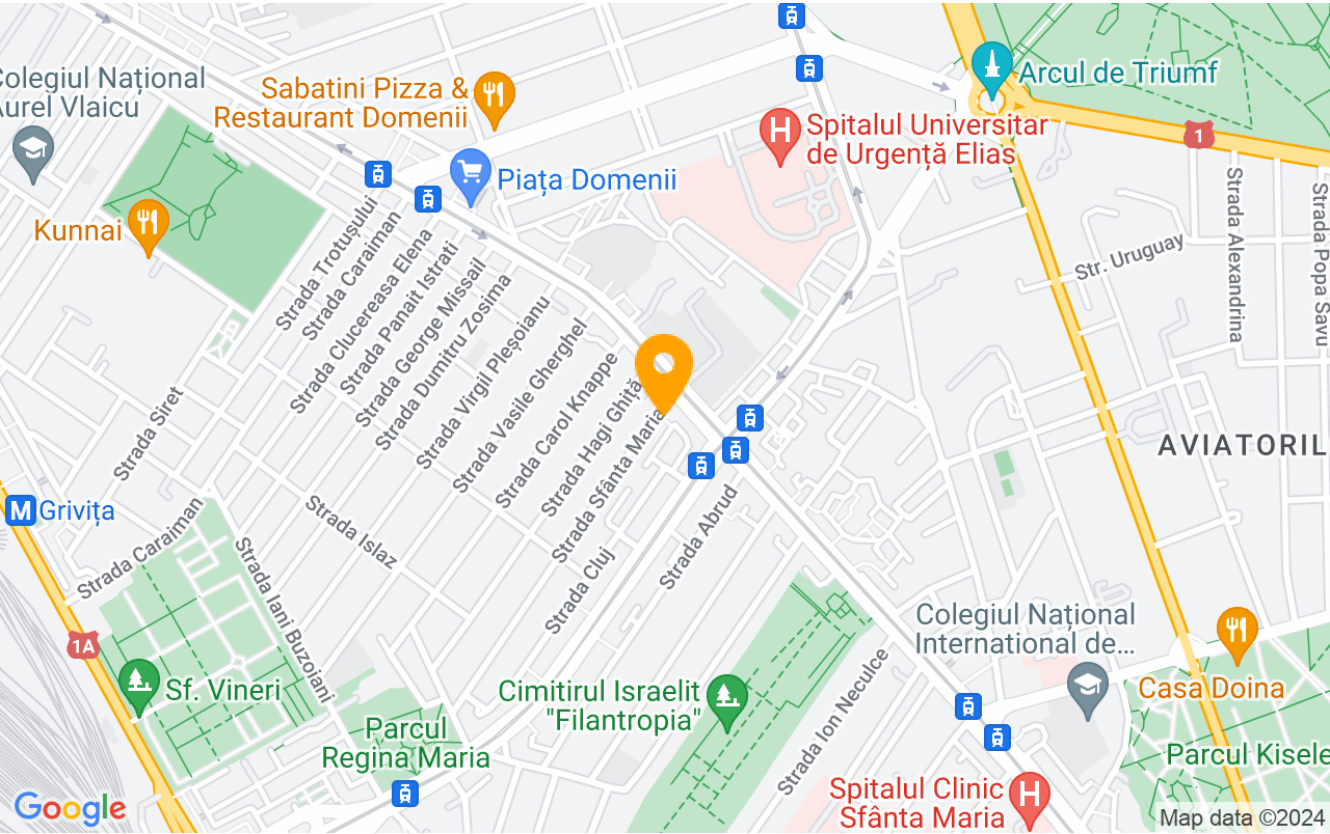 Colegiul Național
Aurel Vlaicu
Sabatini Pizza &
Restaurant Domenii
Arcul de Triumf
Spitalul Universitar
de Urgență Elias
1
Piața Domenii
Kunnai
Strada Trotușului
Strada Caraiman
Strada Clucereasa Elena
Strada Panait Istrati
Strada George Missail
Strada Dumitru Zosima
Strada Virgil Pleșoianu
Strada Vasile Gherghel
Strada Carol Knappe
Strada Hagi Ghiță
Strada Sfânta Maria
Strada Cluj
Strada Abrud
Str. Uruguay
Strada Alexandrina
Strada Popa Savu
AVIATORIL
Strada Siret
M Grivița
Strada Caraiman
Strada Islaz
Strada Iani Buzoiani
1A
Sf. Vineri
Parcul
Regina Maria
Cimitirul Israelit
"Filantropia"
Strada Ion Neculce
Colegiul Național
International de...
Casa Doina
Parcul Kisele
Spitalul Clinic
Sfânta Maria
Google
Map data ©2024